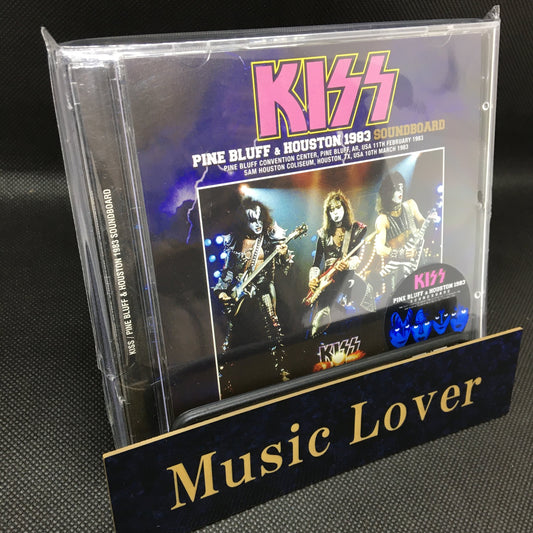 KISS
PINE BLUFF & HOUSTON 1983 SOUNDBOARD
PINE BLUFF CONVENTION CENTER, PINE BLUFF, AR, USA 11TH FEBRUARY 1983
SAM HOUSTON COLISEUM, HOUSTON, TX, USA 10TH MARCH 1983
KISS / PINE BLUFF & HOUSTON 1983 SOUNDBOARD
KISS
PINE BLUFF & HOUSTON 1983
SOUNDBOARD
KISS
Music Lover